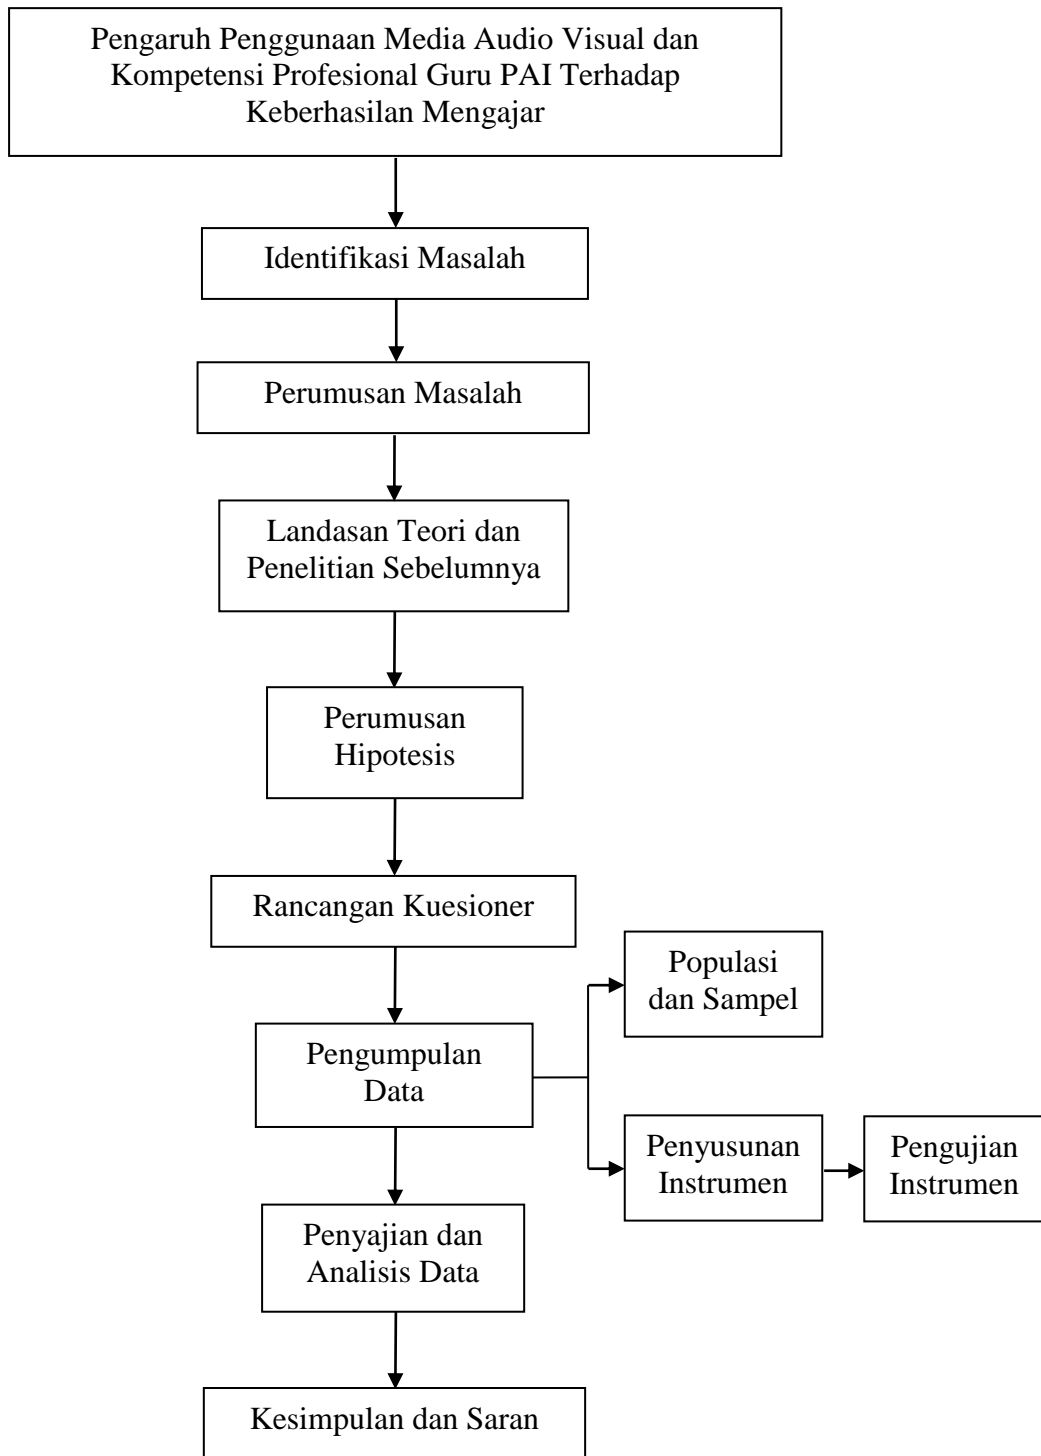 Pengaruh Penggunaan Media Audio Visual dan
Kompetensi Profesional Guru PAI Terhadap
Keberhasilan Mengajar
Identifikasi Masalah
Perumusan Masalah
Landasan Teori dan
Penelitian Sebelumnya
Perumusan
Hipotesis
Rancangan Kuesioner
Populasi
dan Sampel
Pengumpulan
Data
Penyusunan
Instrumen
Pengujian
Instrumen
Penyajian dan
Analisis Data
Kesimpulan dan Saran